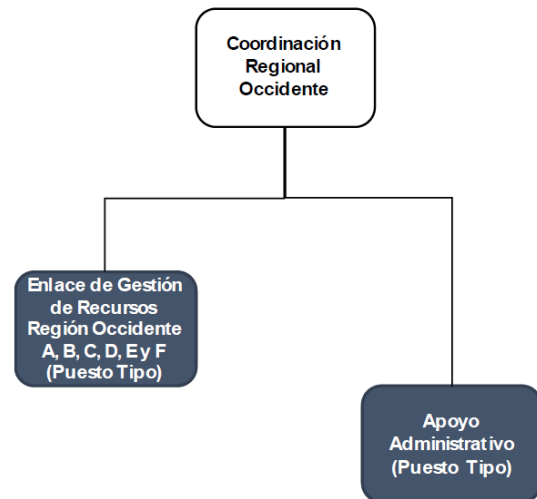 Coordinación
Regional
Occidente
Enlace de Gestión
de Recursos
Región Occidente
A, B, C, D, E y F
(Puesto Tipo)
Apoyo
Administrativo
(Puesto Tipo)